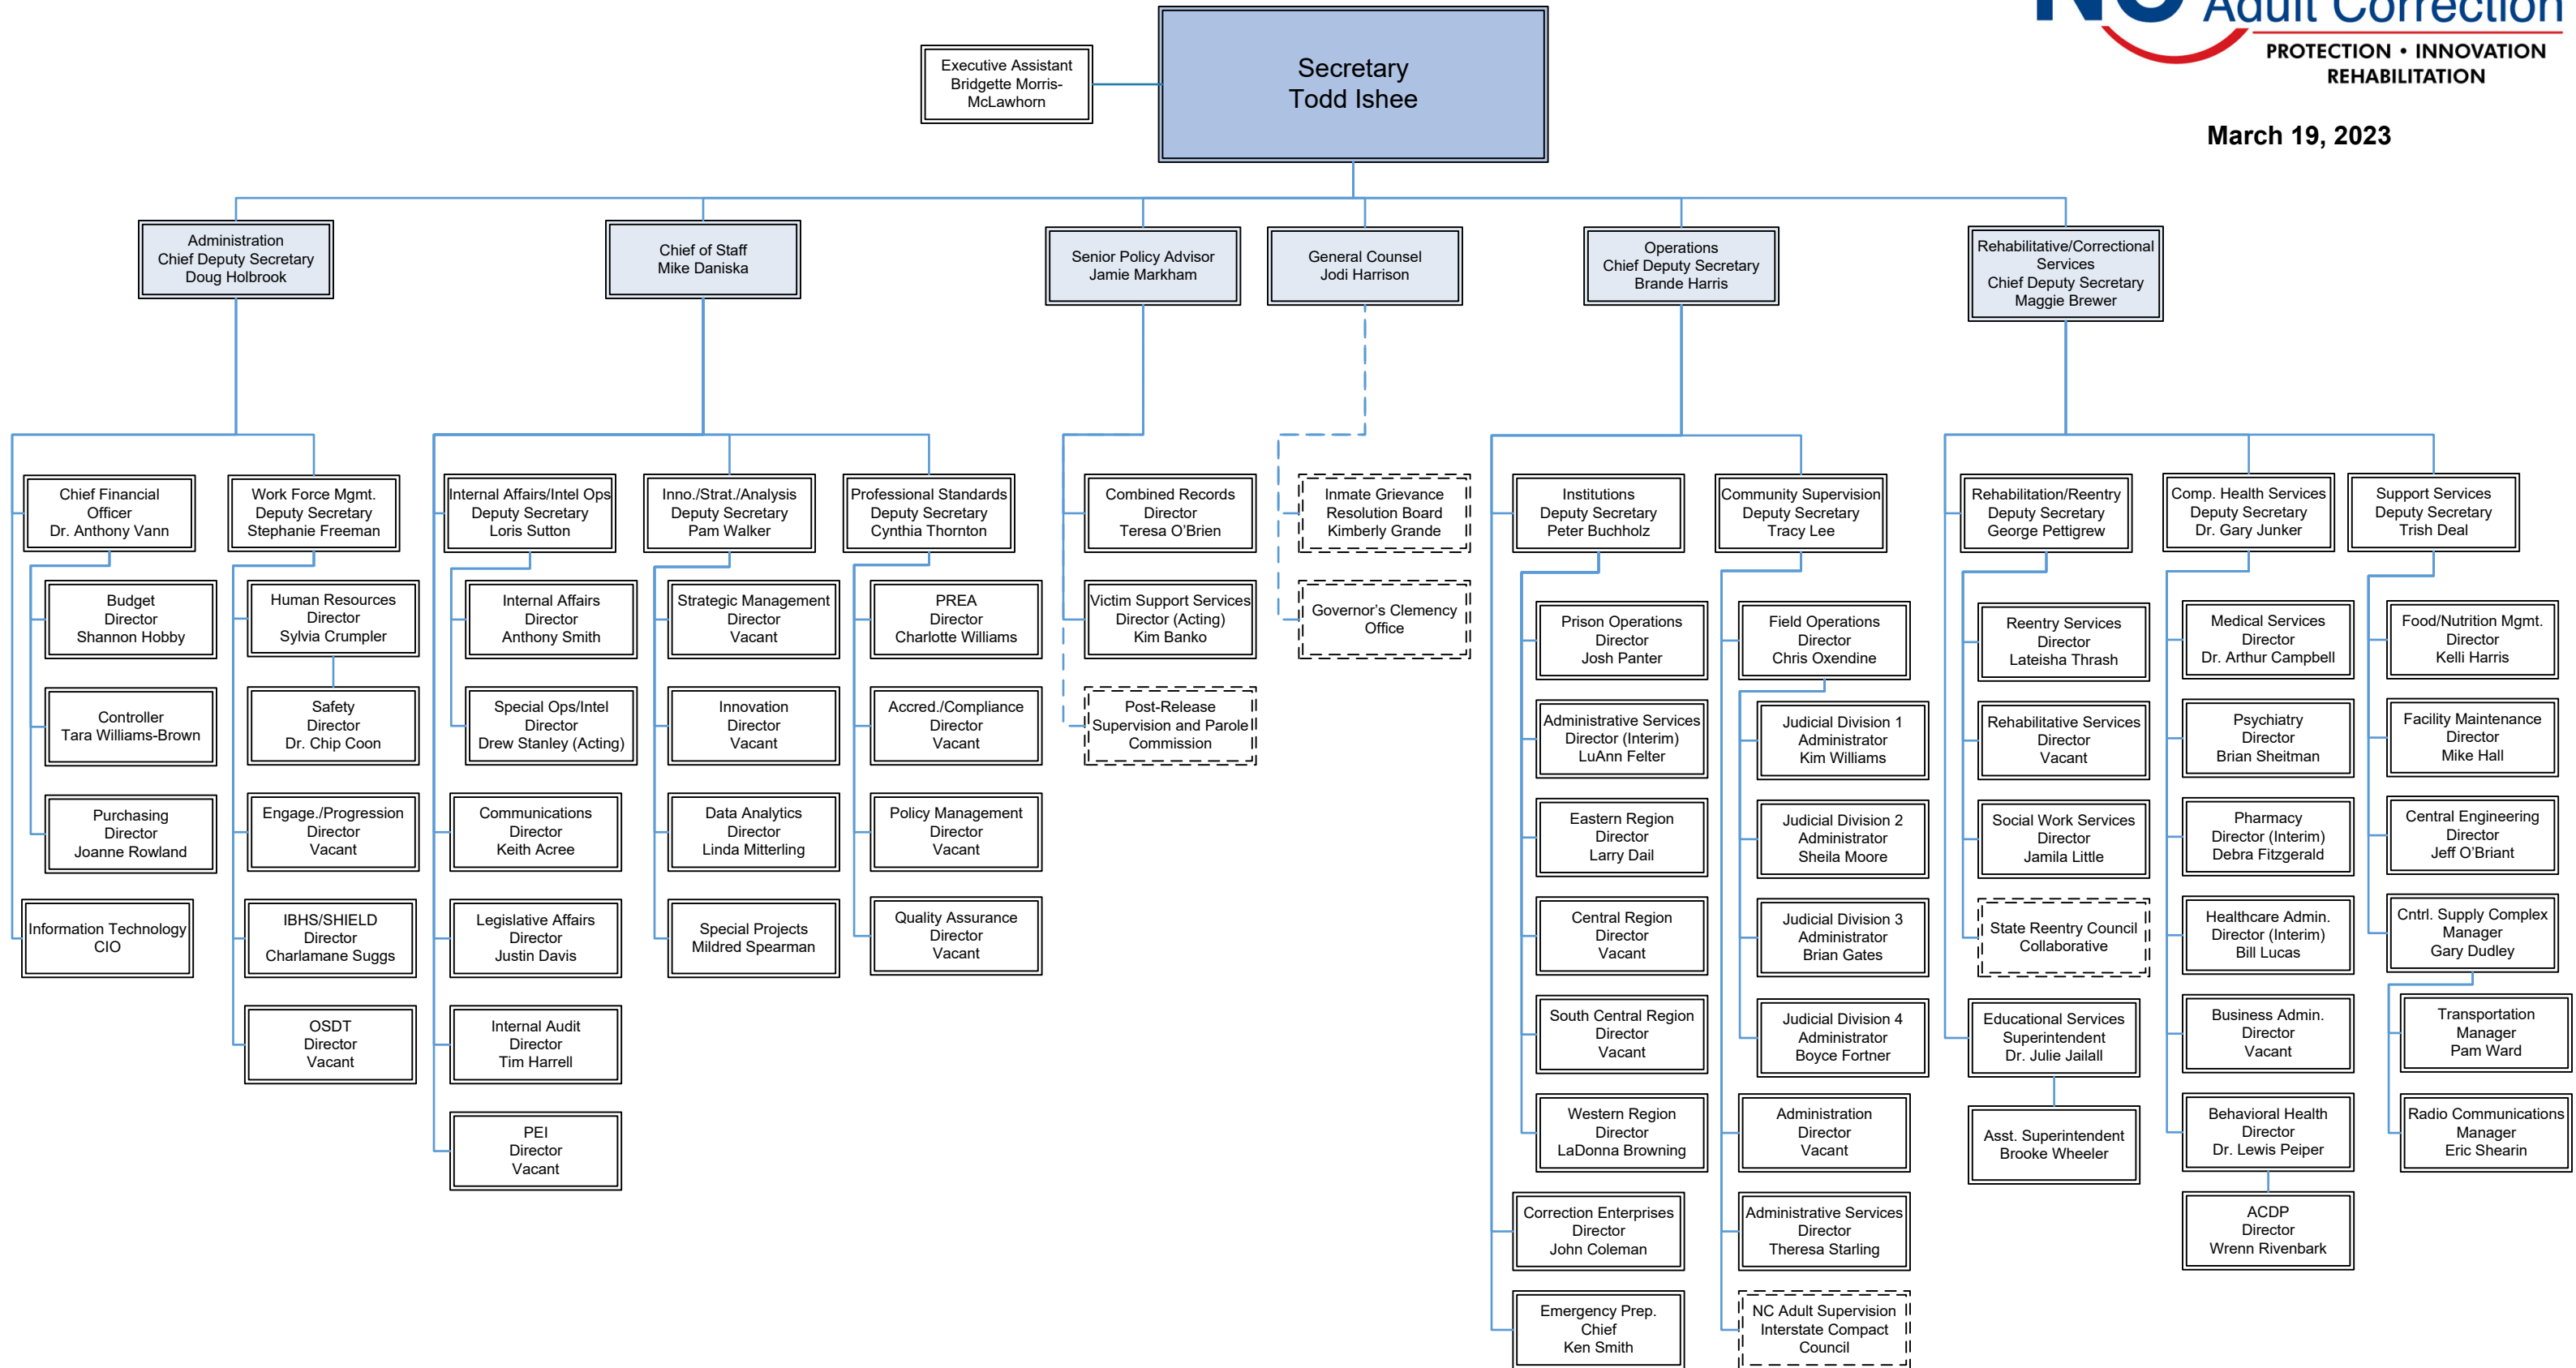 NC Adult Correction
PROTECTION • INNOVATION
REHABILITATION
March 19, 2023
Secretary
Todd Ishee
Executive Assistant
Bridgette Morris-
McLawhorn
Administration
Chief Deputy Secretary
Doug Holbrook
Chief of Staff
Mike Daniska
Senior Policy Advisor
Jamie Markham
General Counsel
Jodi Harrison
Operations
Chief Deputy Secretary
Brande Harris
Rehabilitative/Correctional
Services
Chief Deputy Secretary
Maggie Brewer
Chief Financial
Officer
Dr. Anthony Vann
Budget
Director
Shannon Hobby
Controller
Tara Williams-Brown
Purchasing
Director
Joanne Rowland
Information Technology
CIO
Work Force Mgmt.
Deputy Secretary
Stephanie Freeman
Human Resources
Director
Sylvia Crumpler
Safety
Director
Dr. Chip Coon
Engage./Progression
Director
Vacant
IBHS/SHIELD
Director
Charlamane Suggs
OSDT
Director
Vacant
Internal Affairs/Intel Ops
Deputy Secretary
Loris Sutton
Internal Affairs
Director
Anthony Smith
Special Ops/Intel
Director
Drew Stanley (Acting)
Communications
Director
Keith Acree
Legislative Affairs
Director
Justin Davis
Internal Audit
Director
Tim Harrell
PEI
Director
Vacant
Inno./Strat./Analysis
Deputy Secretary
Pam Walker
Strategic Management
Director
Vacant
Innovation
Director
Vacant
Data Analytics
Director
Linda Mitterling
Special Projects
Mildred Spearman
Professional Standards
Deputy Secretary
Cynthia Thornton
PREA
Director
Charlotte Williams
Accred./Compliance
Director
Vacant
Policy Management
Director
Vacant
Quality Assurance
Director
Vacant
Combined Records
Director
Teresa O’Brien
Victim Support Services
Director (Acting)
Kim Banko
Post-Release
Supervision and Parole
Commission
Inmate Grievance
Resolution Board
Kimberly Grande
Governor’s Clemency
Office
Institutions
Deputy Secretary
Peter Buchholz
Prison Operations
Director
Josh Panter
Administrative Services
Director (Interim)
LuAnn Felter
Eastern Region
Director
Larry Dail
Central Region
Director
Vacant
South Central Region
Director
Vacant
Western Region
Director
LaDonna Browning
Correction Enterprises
Director
John Coleman
Emergency Prep.
Chief
Ken Smith
Community Supervision
Deputy Secretary
Tracy Lee
Field Operations
Director
Chris Oxendine
Judicial Division 1
Administrator
Kim Williams
Judicial Division 2
Administrator
Sheila Moore
Judicial Division 3
Administrator
Brian Gates
Judicial Division 4
Administrator
Boyce Fortner
Administration
Director
Vacant
Administrative Services
Director
Theresa Starling
NC Adult Supervision
Interstate Compact
Council
Rehabilitation/Reentry
Deputy Secretary
George Pettigrew
Reentry Services
Director
Lateisha Thrash
Rehabilitative Services
Director
Vacant
Social Work Services
Director
Jamila Little
State Reentry Council
Collaborative
Educational Services
Superintendent
Dr. Julie Jailall
Asst. Superintendent
Brooke Wheeler
Comp. Health Services
Deputy Secretary
Dr. Gary Junker
Medical Services
Director
Dr. Arthur Campbell
Psychiatry
Director
Brian Sheitman
Pharmacy
Director (Interim)
Debra Fitzgerald
Healthcare Admin.
Director (Interim)
Bill Lucas
Business Admin.
Director
Vacant
Behavioral Health
Director
Dr. Lewis Peiper
ACDP
Director
Wrenn Rivenbark
Support Services
Deputy Secretary
Trish Deal
Food/Nutrition Mgmt.
Director
Kelli Harris
Facility Maintenance
Director
Mike Hall
Central Engineering
Director
Jeff O’Briant
Cntrl. Supply Complex
Manager
Gary Dudley
Transportation
Manager
Pam Ward
Radio Communications
Manager
Eric Shearin